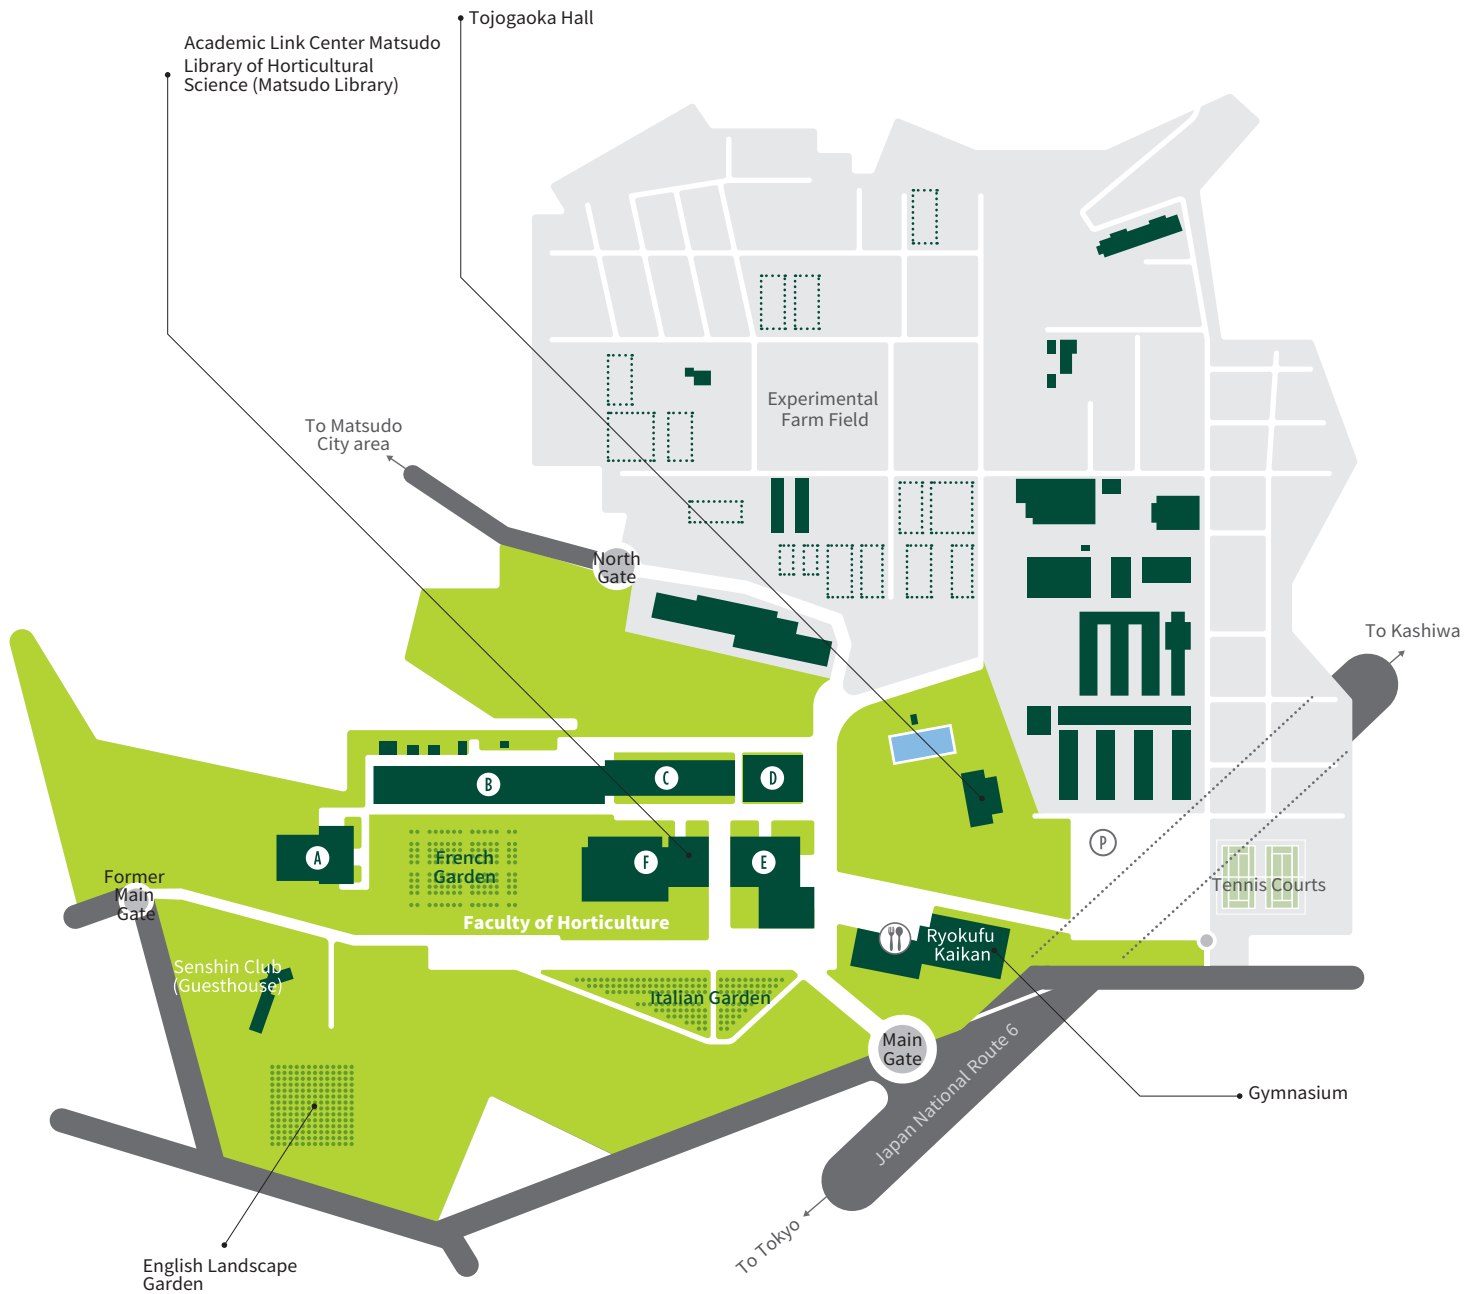 Tojogaoka Hall
Academic Link Center Matsudo
Library of Horticultural
Science (Matsudo Library)
Experimental
Farm Field
To Matsudo
City area
North
Gate
To Kashiwa
B
C
D
A
F
E
P
French
Garden
Former
Main
Gate
Tennis Courts
Faculty of Horticulture
Ryokufu
Kaikan
Senshin Club
(Guesthouse)
Italian Garden
Main
Gate
Japan National Route 6
Gymnasium
To Tokyo
English Landscape
Garden